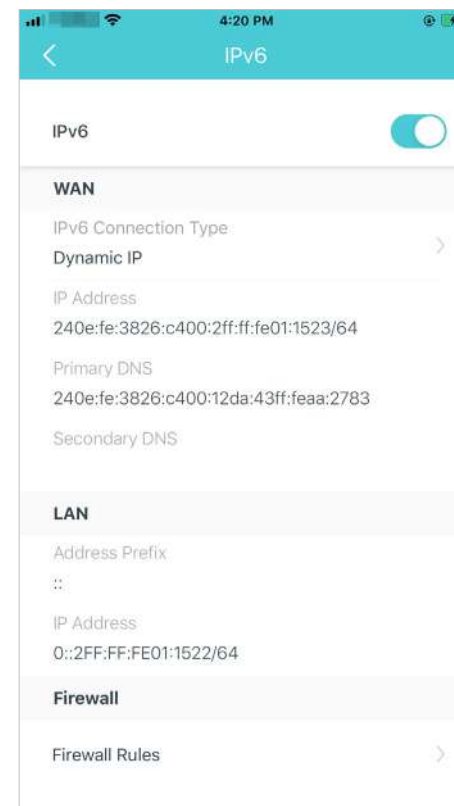 4:20 PM
IPv6
IPv6
WAN
IPv6 Connection Type
Dynamic IP
IP Address
240e:fe:3826:c400:2ff:ff:fe01:1523/64
Primary DNS
240e:fe:3826:c400:12da:43ff:feaa:2783
Secondary DNS
LAN
Address Prefix
::
IP Address
0::2FF:FF:FE01:1522/64
Firewall
Firewall Rules